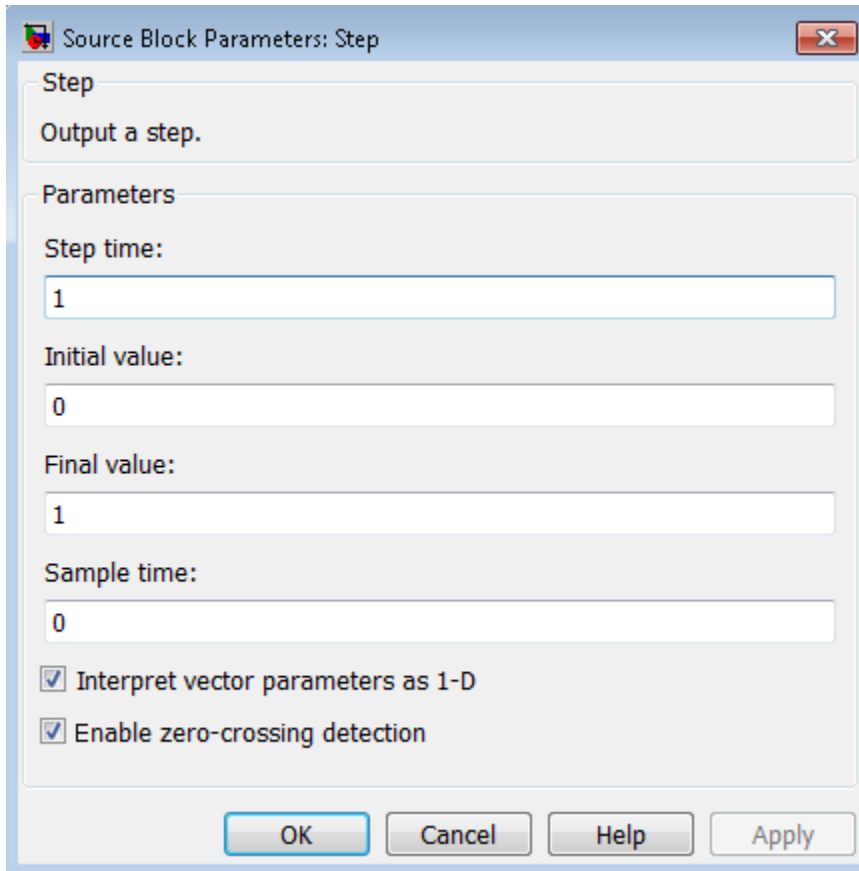 Source Block Parameters: Step
Step
Output a step.
Parameters
Step time:
1
Initial value:
0
Final value:
1
Sample time:
0
Interpret vector parameters as 1-D
Enable zero-crossing detection
OK Cancel Help Apply